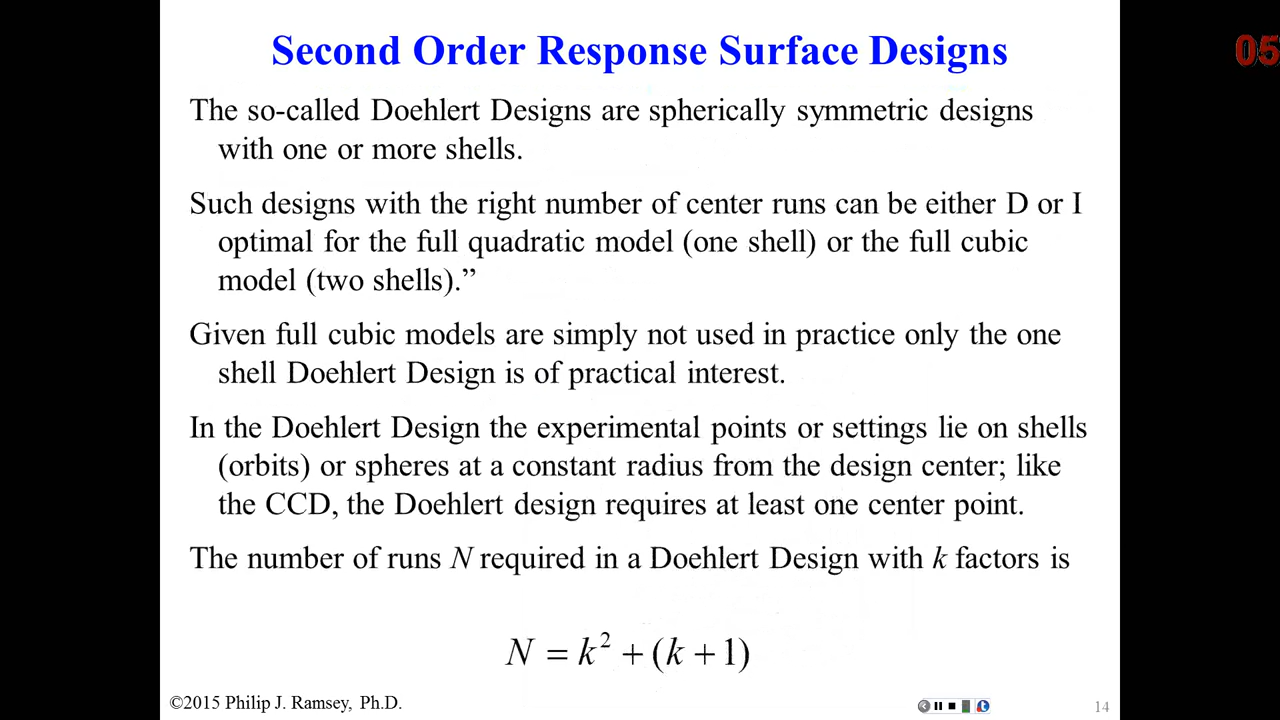 Second Order Response Surface Designs
05
The so-called Doehlert Designs are spherically symmetric designs
with one or more shells.
Such designs with the right number of center runs can be either D or I
optimal for the full quadratic model (one shell) or the full cubic
model (two shells).”
Given full cubic models are simply not used in practice only the one
shell Doehlert Design is of practical interest.
In the Doehlert Design the experimental points or settings lie on shells
(orbits) or spheres at a constant radius from the design center; like
the CCD, the Doehlert design requires at least one center point.
The number of runs N required in a Doehlert Design with k factors is
N = k² + (k + 1)
©2015 Philip J. Ramsey, Ph.D.
14